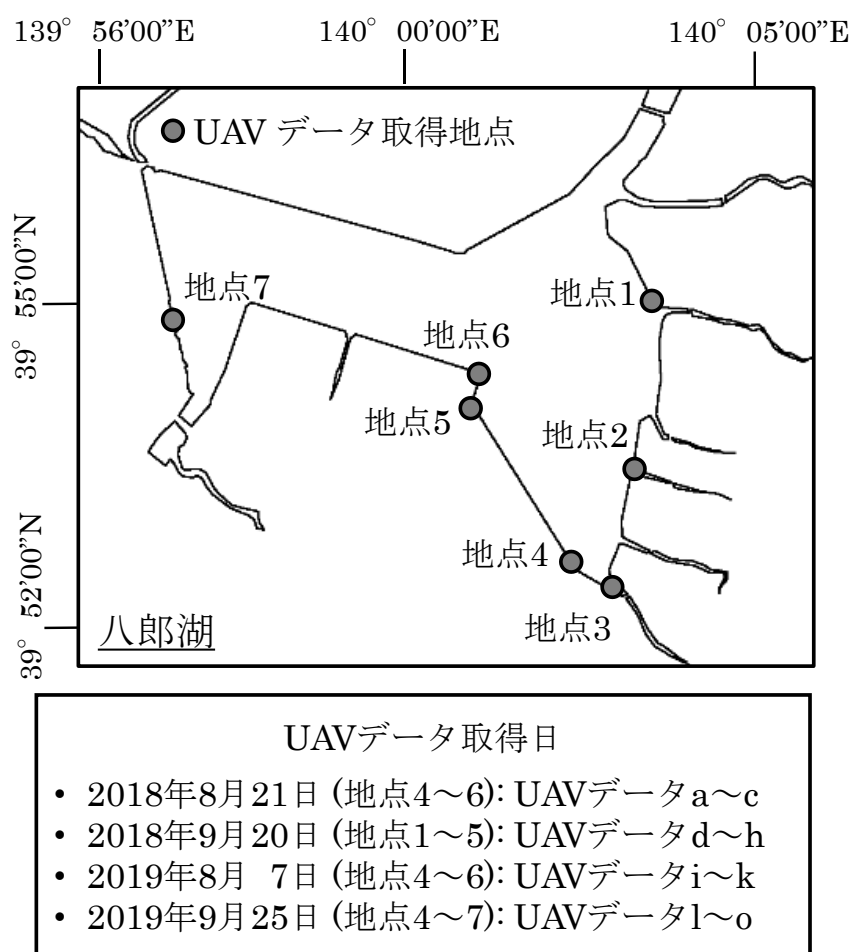 139° 56’00”E 140° 00’00”E 140° 05’00”E
UAV データ取得地点
39° 55’00”N
地点7
地点1
地点6
地点5
地点2
地点4
地点3
39° 52’00”N
八郎湖
UAVデータ取得日
• 2018年8月21日 (地点4～6): UAVデータa～c
• 2018年9月20日 (地点1～5): UAVデータd～h
• 2019年8月 7日 (地点4～6): UAVデータi～k
• 2019年9月25日 (地点4～7): UAVデータl～o